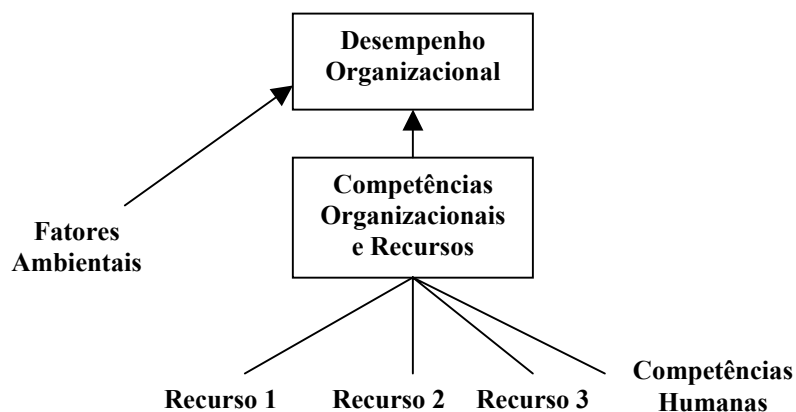 Desempenho
Organizacional
Competências
Organizacionais
e Recursos
Fatores
Ambientais
Recurso 1
Recurso 2
Recurso 3
Competências
Humanas